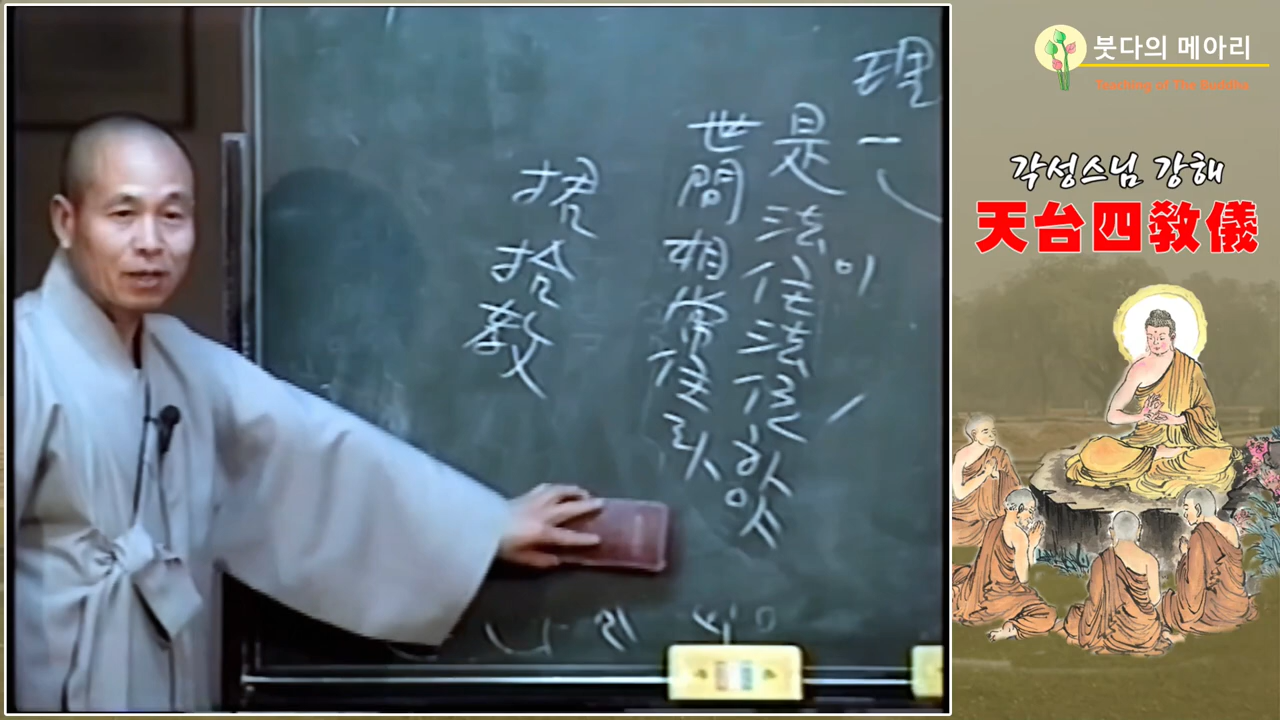 붓다의 메아리
Teaching of The Buddha
각성스님 강해
天台四敎儀
理
一
是法이住法位하야
世間相常住라
捃拾敎